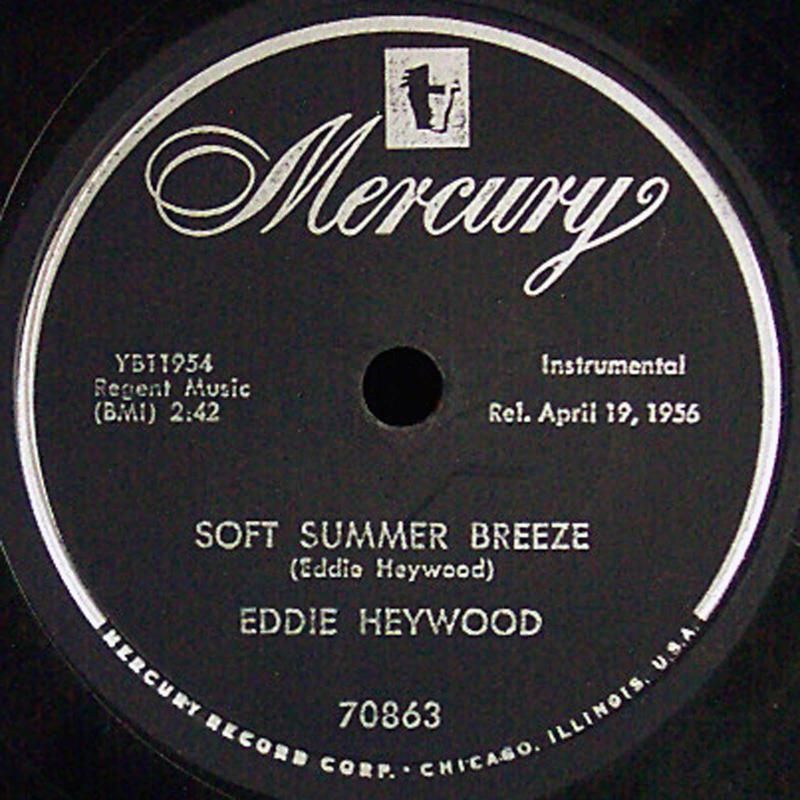 Mercury
YB11954
Regent Music
(BMI) 2:42
Instrumental
Rel. April 19, 1956
SOFT SUMMER BREEZE
(Eddie Heywood)
EDDIE HEYWOOD
70863
MERCURY RECORD CORP. · CHICAGO, ILLINOIS, U.S.A.